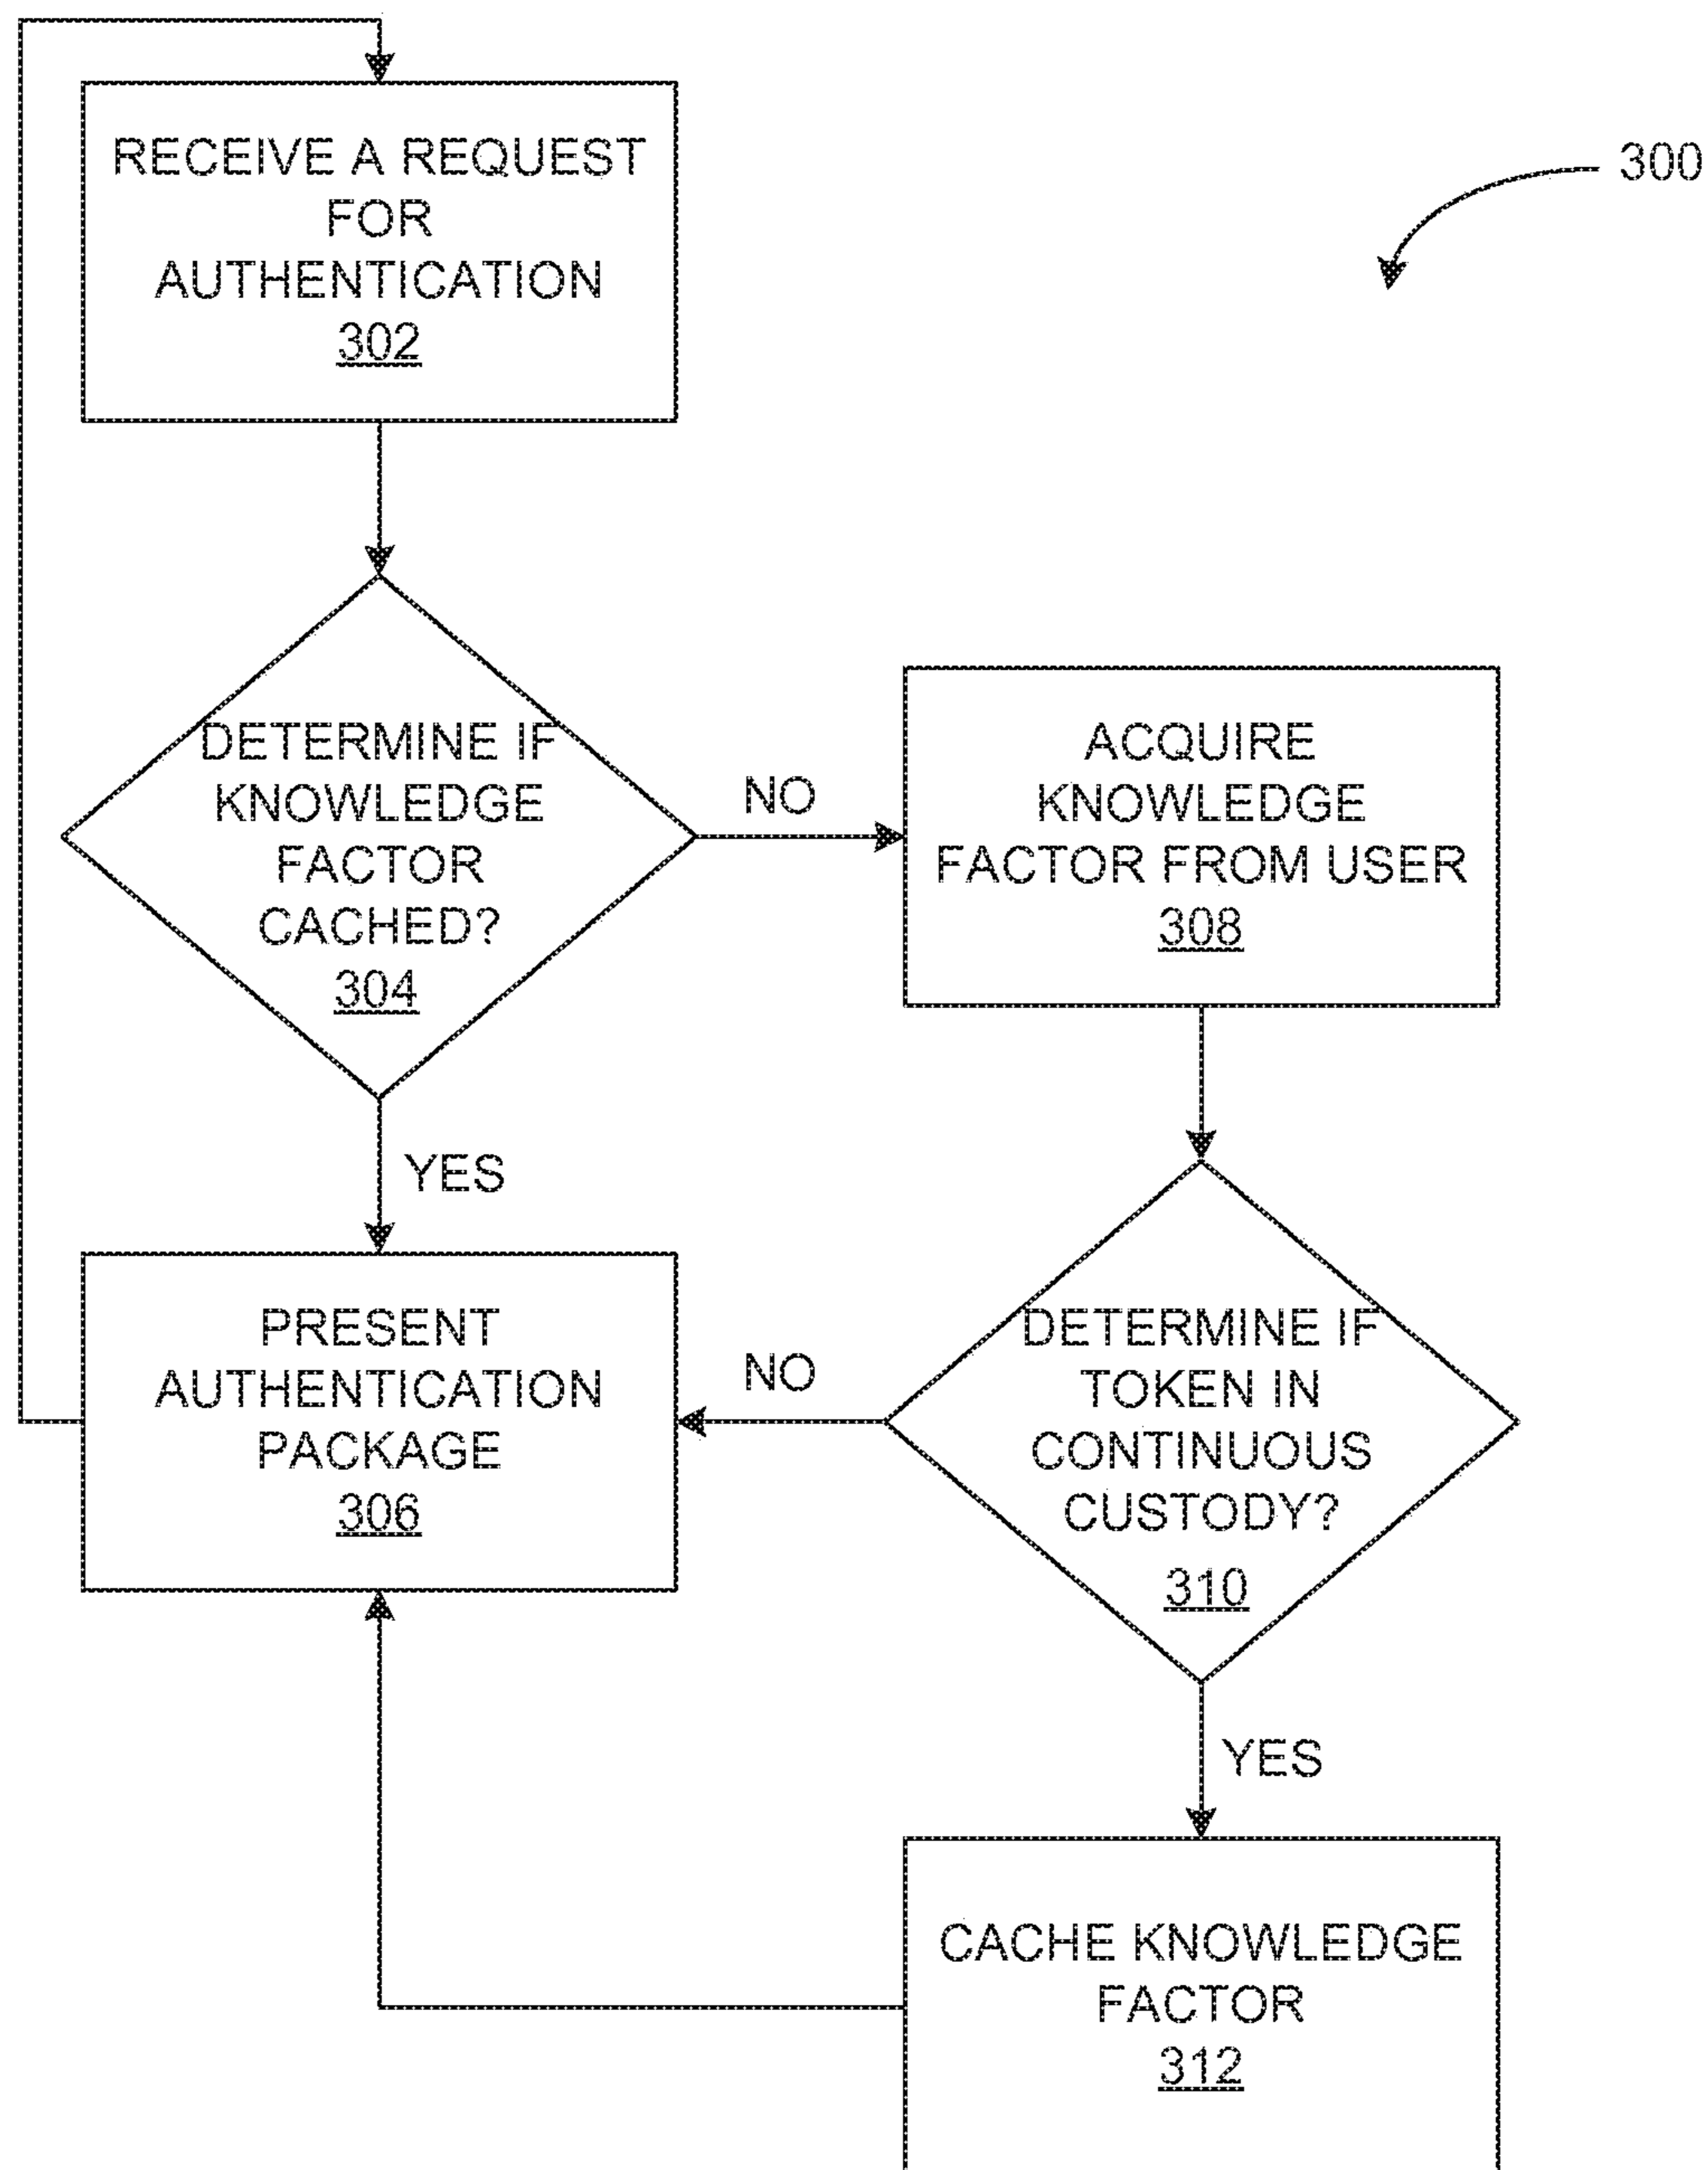 300
RECEIVE A REQUEST
FOR
AUTHENTICATION
302
DETERMINE IF
KNOWLEDGE
FACTOR
CACHED?
304
NO
ACQUIRE
KNOWLEDGE
FACTOR FROM USER
308
YES
PRESENT
AUTHENTICATION
PACKAGE
306
NO
DETERMINE IF
TOKEN IN
CONTINUOUS
CUSTODY?
310
YES
CACHE KNOWLEDGE
FACTOR
312